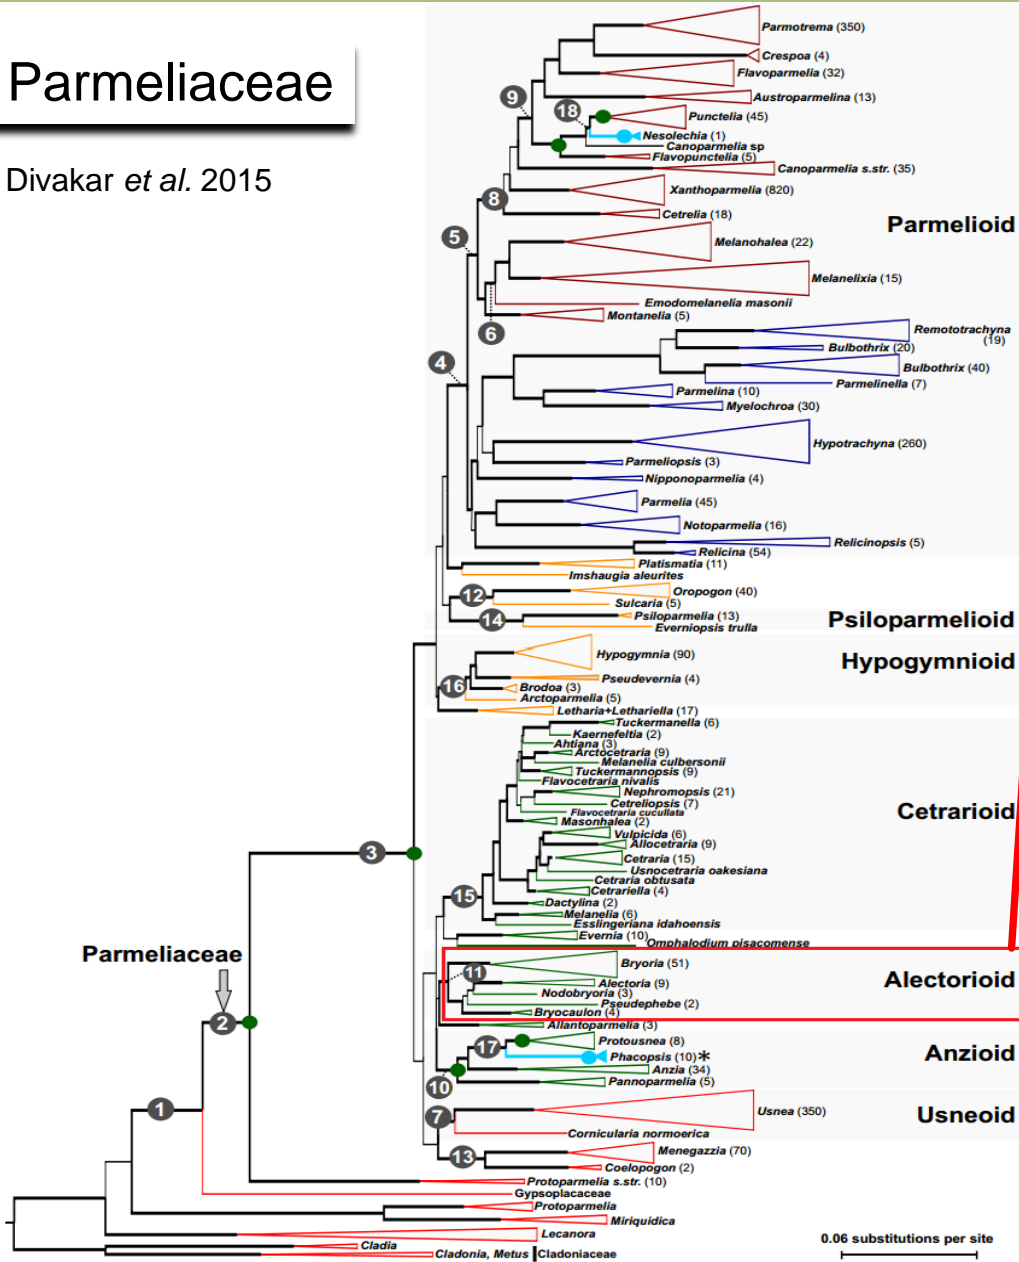 Parmeliaceae
Divakar et al. 2015
Parmotrema (350)
Crespoa (4)
Flavoparmelia (32)
Austroparmelina (13)
9
18
Punctelia (45)
Nesolechia (1)
Canoparmelia sp
Flavopunctelia (5)
Canoparmelia s.str. (35)
Xanthoparmelia (820)
8
Cetrelia (18)
Parmelioid
5
Melanohalea (22)
Melanelixia (15)
Emodomelanelia masonii
Montanelia (5)
6
Remototrachyna
(19)
Bulbothrix (20)
4
Bulbothrix (40)
Parmelinella (7)
Parmelina (10)
Myelochroa (30)
Hypotrachyna (260)
Parmeliopsis (3)
Nipponoparmelia (4)
Parmelia (45)
Notoparmelia (16)
Relicinopsis (5)
Relicina (54)
Platismatia (11)
Imshaugia aleurites
12
Oropogon (40)
Sulcaria (5)
14
Psiloparmelia (13)
Everniopsis trulla
Psiloparmelioid
Hypogymnia (90)
Hypogymnioid
Pseudevernia (4)
16
Brodoa (3)
Arctoparmelia (5)
Letharia+Lethariella (17)
Tuckermanella (6)
Kaernefeltia (2)
Ahtiana (3)
Arctocetraria (9)
Melanelia culbersonii
Tuckermannopsis (9)
Flavocetraria nivalis
Nephromopsis (21)
Cetreliopsis (7)
Flavocetraria cucullata
Cetrarioid
Masonhalea (2)
Vulpicida (6)
Allocetraria (9)
3
Cetraria (15)
Usnocetraria oakesiana
Cetraria obtusata
Cetrariella (4)
15
Dactylina (2)
Melanelia (6)
Esslingeriana idahoensis
Evernia (10)
Omphalodium pisacomense
Parmeliaceae
Bryoria (51)
11
Alectoria (9)
Alectorioid
Nodobryoria (3)
Pseudephebe (2)
Bryocaulon (4)
2
Allantoparmelia (3)
17
Protousnea (8)
Phacopsis (10)*
Anzioid
Anzia (34)
Pannoparmelia (5)
10
1
7
Usnea (350)
Usneoid
Cornicularia normoerica
13
Menegazzia (70)
Coelopogon (2)
Protoparmelia s.str. (10)
Gypsoplacaceae
Protoparmelia
Miriquidica
Lecanora
Cladia
Cladonia, Metus Cladoniaceae
0.06 substitutions per site